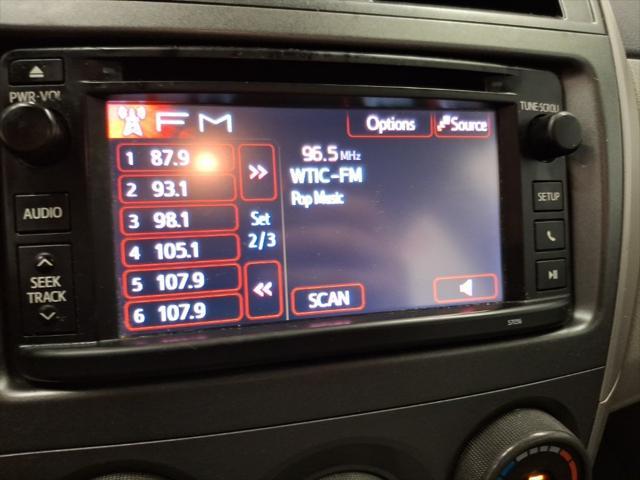 PWR·VOL
AUDIO
SEEK
TRACK
FM
Options
Source
1 87.9
2 93.1
3 98.1
4 105.1
5 107.9
6 107.9
Set
2/3
96.5 MHz
WTIC-FM
Pop Music
SCAN
TUNE·SCROLL
SETUP